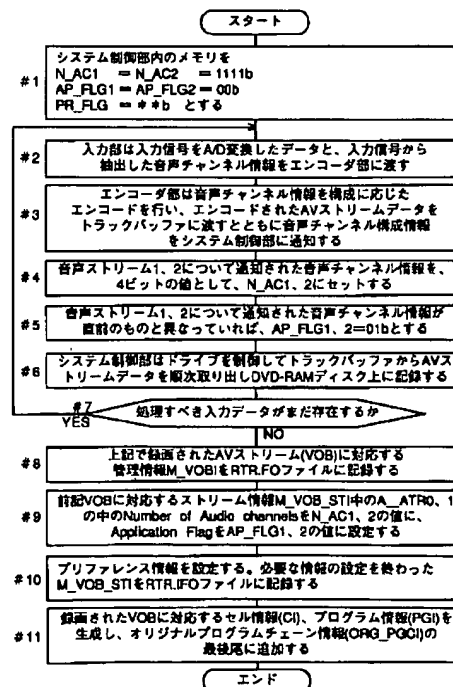 スタート
#1
システム制御部内のメモリを
N_AC1 = N_AC2 = 1111b
AP_FLG1 = AP_FLG2 = 00b
PR_FLG = **b とする
#2
入力部は入力信号をA/D変換したデータと、入力信号から
抽出した音声チャンネル情報をエンコーダ部に渡す
#3
エンコーダ部は音声チャンネル情報を構成に応じた
エンコードを行い、エンコードされたAVストリームデータを
トラックバッファに渡すとともに音声チャンネル構成情報
をシステム制御部に通知する
#4
音声ストリーム1、2について通知された音声チャンネル情報を、
4ビットの値として、N_AC1、2にセットする
#5
音声ストリーム1、2について通知された音声チャンネル情報が
直前のものと異なっていれば、AP_FLG1、2=01bとする
#6
システム制御部はドライブを制御してトラックバッファからAVス
トリームデータを順次取り出しDVD-RAMディスク上に記録する
#7
処理すべき入力データがまだ存在するか
YES
NO
#8
上記で録画されたAVストリーム(VOB)に対応する
管理情報M_VOBIをRTR.IFOファイルに記録する
#9
前記VOBに対応するストリーム情報M_VOB_STI中のA_ATR0、1
の中のNumber of Audio channelsをN_AC1、2の値に、
Application FlagをAP_FLG1、2の値に設定する
#10
プリファレンス情報を設定する。必要な情報の設定を終わった
M_VOB_STIをRTR.IFOファイルに記録する
#11
録画されたVOBに対応するセル情報(CI)、プログラム情報(PGI)を
生成し、オリジナルプログラムチェーン情報(ORG_PGCI)の
最後尾に追加する
エンド